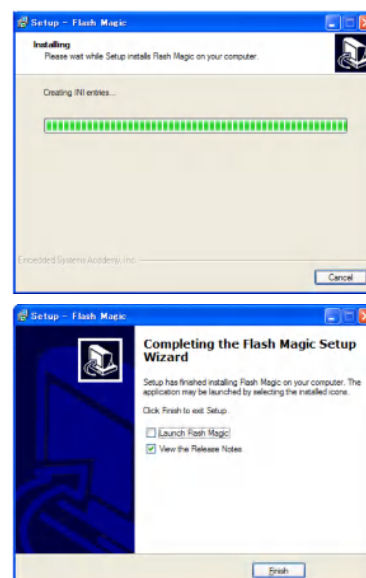 Setup - Flash Magic
Installing
Please wait while Setup installs Flash Magic on your computer.
Creating INI entries...
Embedded Systems Academy, Inc.
Cancel
Setup - Flash Magic
Completing the Flash Magic Setup
Wizard
Setup has finished installing Flash Magic on your computer. The
application may be launched by selecting the installed icons.
Click Finish to exit Setup.
Launch Flash Magic
View the Release Notes
Finish